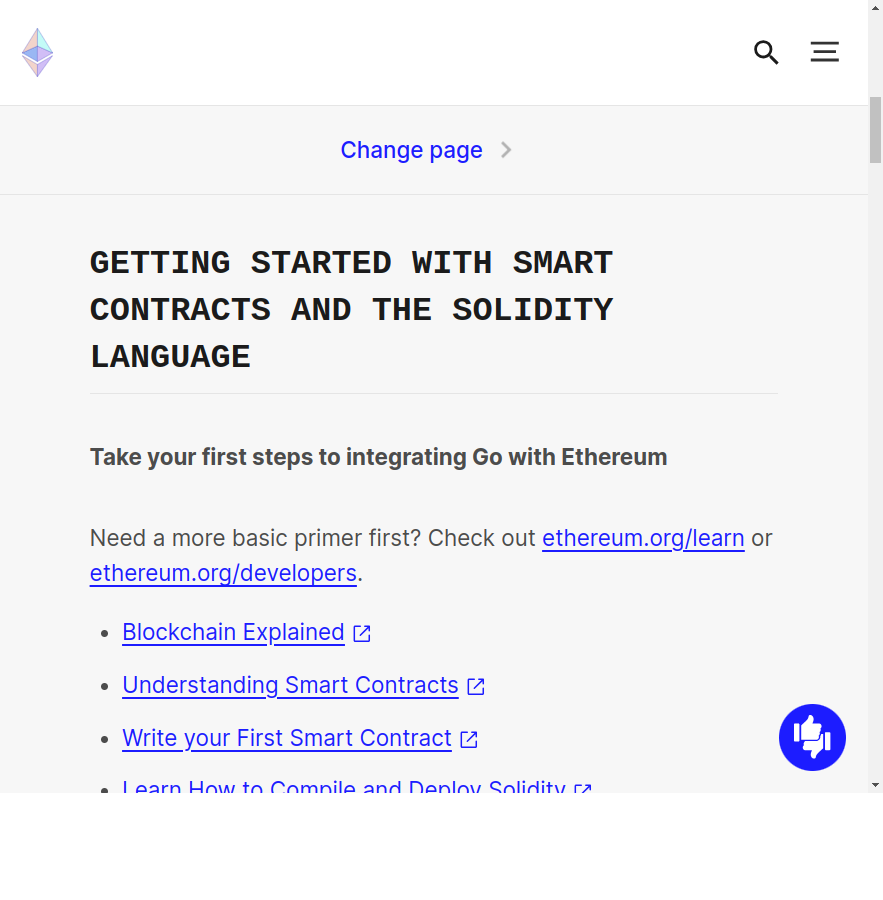 Change page
GETTING STARTED WITH SMART
CONTRACTS AND THE SOLIDITY
LANGUAGE
Take your first steps to integrating Go with Ethereum
Need a more basic primer first? Check out ethereum.org/learn or
ethereum.org/developers.
Blockchain Explained
Understanding Smart Contracts
Write your First Smart Contract
Learn How to Compile and Deploy Solidity